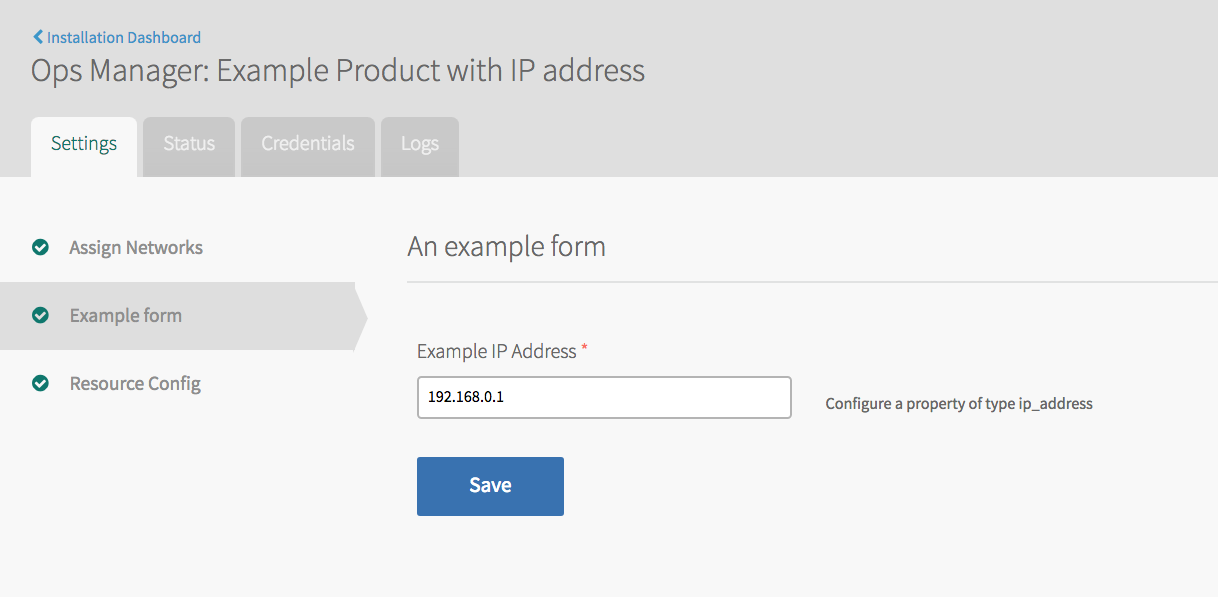 Installation Dashboard
Ops Manager: Example Product with IP address
Settings
Status
Credentials
Logs
Assign Networks
Example form
Resource Config
An example form
Example IP Address *
192.168.0.1
Configure a property of type ip_address
Save